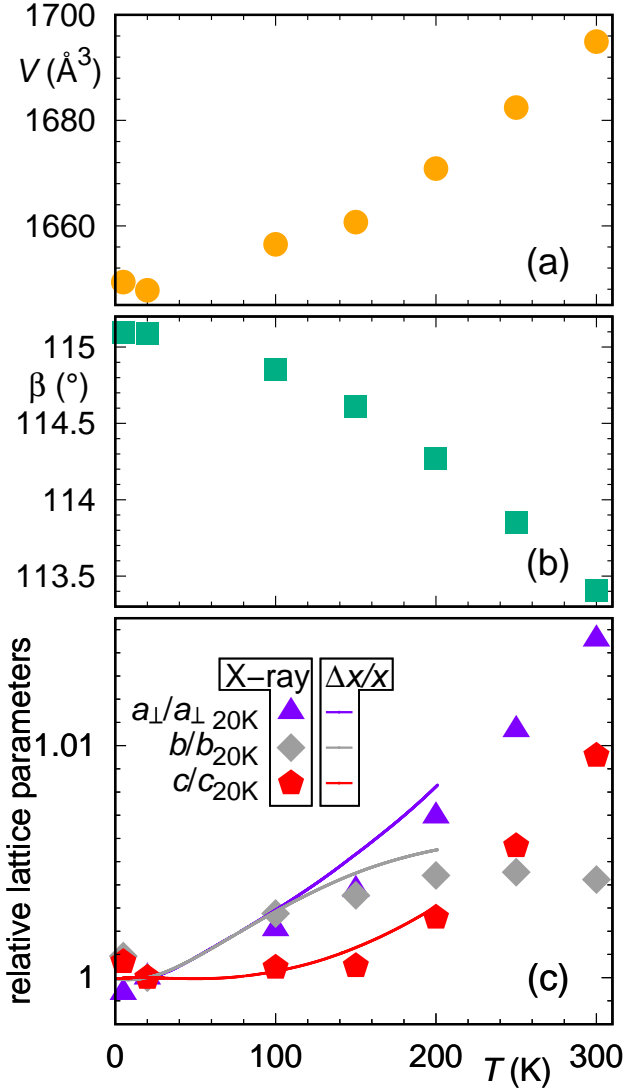 1700
V (Å³)
1680
1660
(a)
115
β (°)
114.5
114
113.5
(b)
relative lattice parameters
X−ray Δx/x
a⊥/a⊥ 20K
b/b20K
c/c20K
1.01
1
(c)
0 100 200 300
T (K)